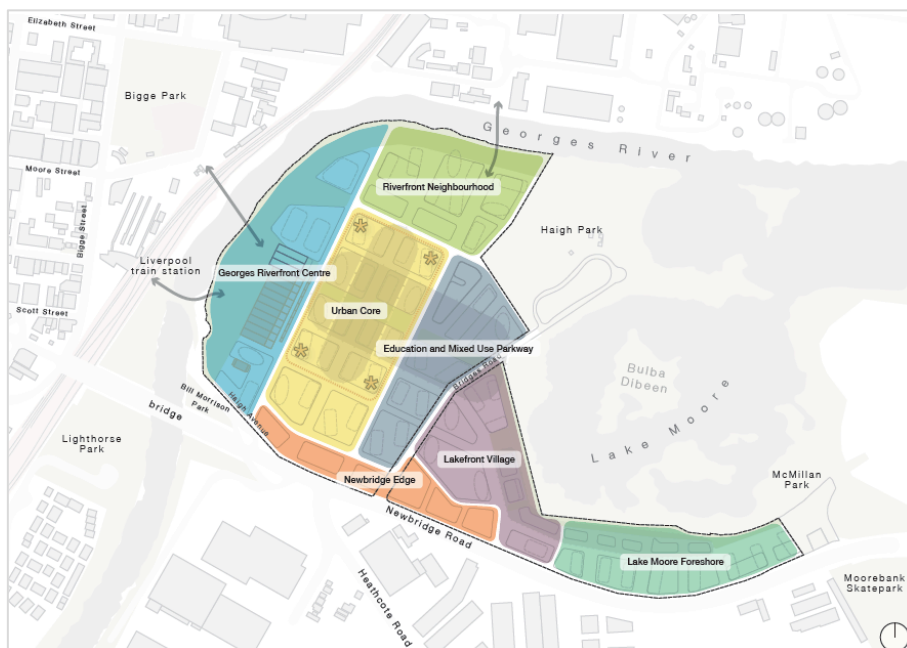 Elizabeth Street
Bigge Park
Georges River
Moore Street
Riverfront Neighbourhood
Bigge Street
Haigh Park
Liverpool
train station
Georges Riverfront Centre
Scott Street
Urban Core
Education and Mixed Use Parkway
Bridges Road
Bulba
Dibeen
Lake Moore
Bill Morrison
Park
Haigh Avenue
bridge
Lighthorse
Park
Lakefront Village
McMillan
Park
Newbridge Edge
Newbridge Road
Lake Moore Foreshore
Heathcote Road
Moorebank
Skatepark